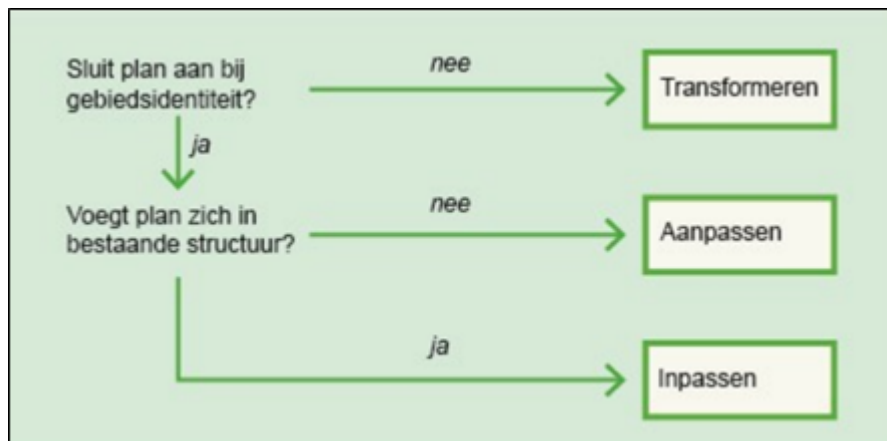 Sluit plan aan bij
gebiedsidentiteit?
nee
Transformeren
ja
Voegt plan zich in
bestaande structuur?
nee
Aanpassen
ja
Inpassen